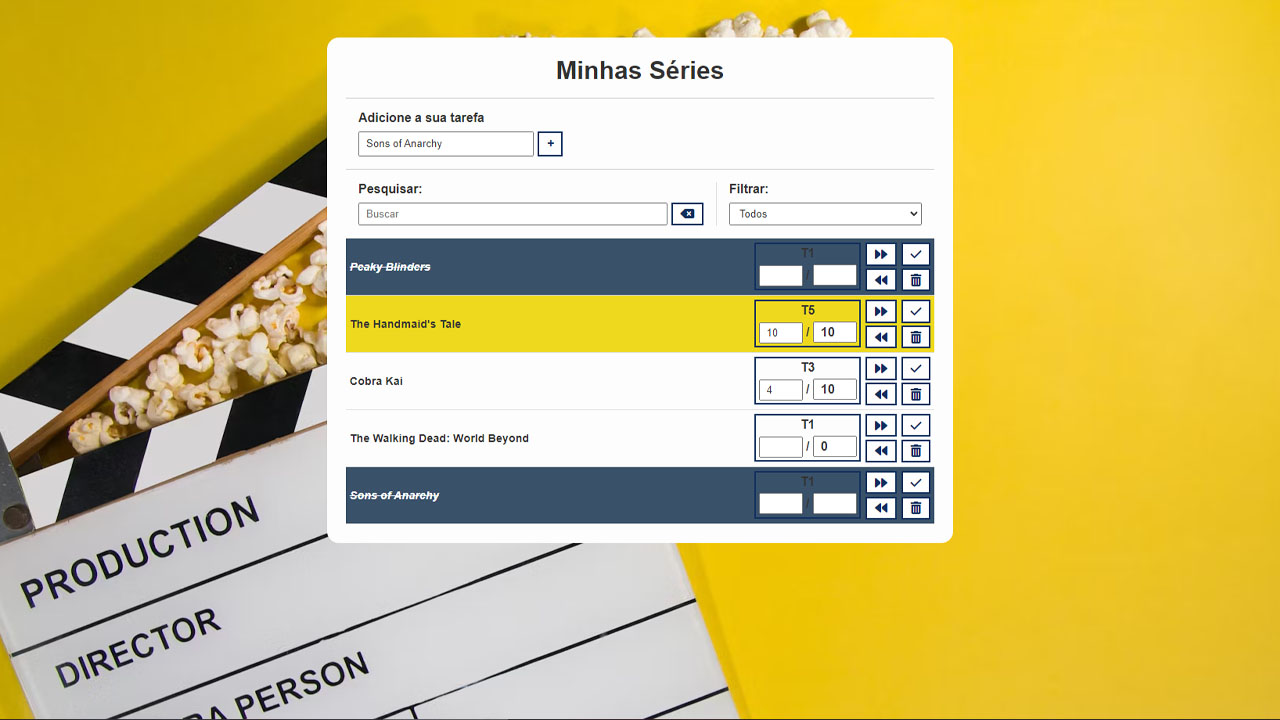 Minhas Séries
Adicione a sua tarefa
Sons of Anarchy
+
Pesquisar:
Filtrar:
Buscar
Todos
Peaky Blinders
T1
/
The Handmaid's Tale
T5
10 / 10
Cobra Kai
T3
4 / 10
The Walking Dead: World Beyond
T1
/ 0
Sons of Anarchy
T1
/
PRODUCTION
DIRECTOR
RA PERSON